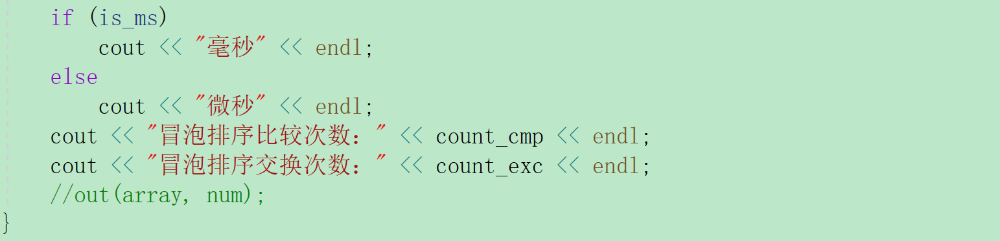 if (is_ms)
cout << "毫秒" << endl;
else
cout << "微秒" << endl;
cout << "冒泡排序比较次数：" << count_cmp << endl;
cout << "冒泡排序交换次数：" << count_exc << endl;
//out(array, num);
}